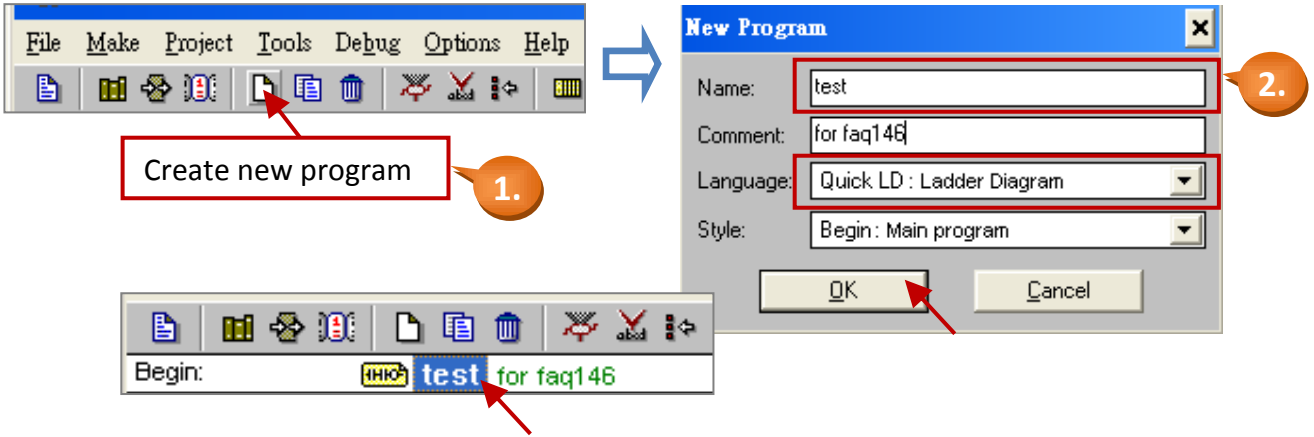 File Make Project Tools Debug Options Help
Create new program
1.
New Program
Name: test
2.
Comment: for faq146
Language: Quick LD : Ladder Diagram
Style: Begin : Main program
OK Cancel
Begin: test for faq146